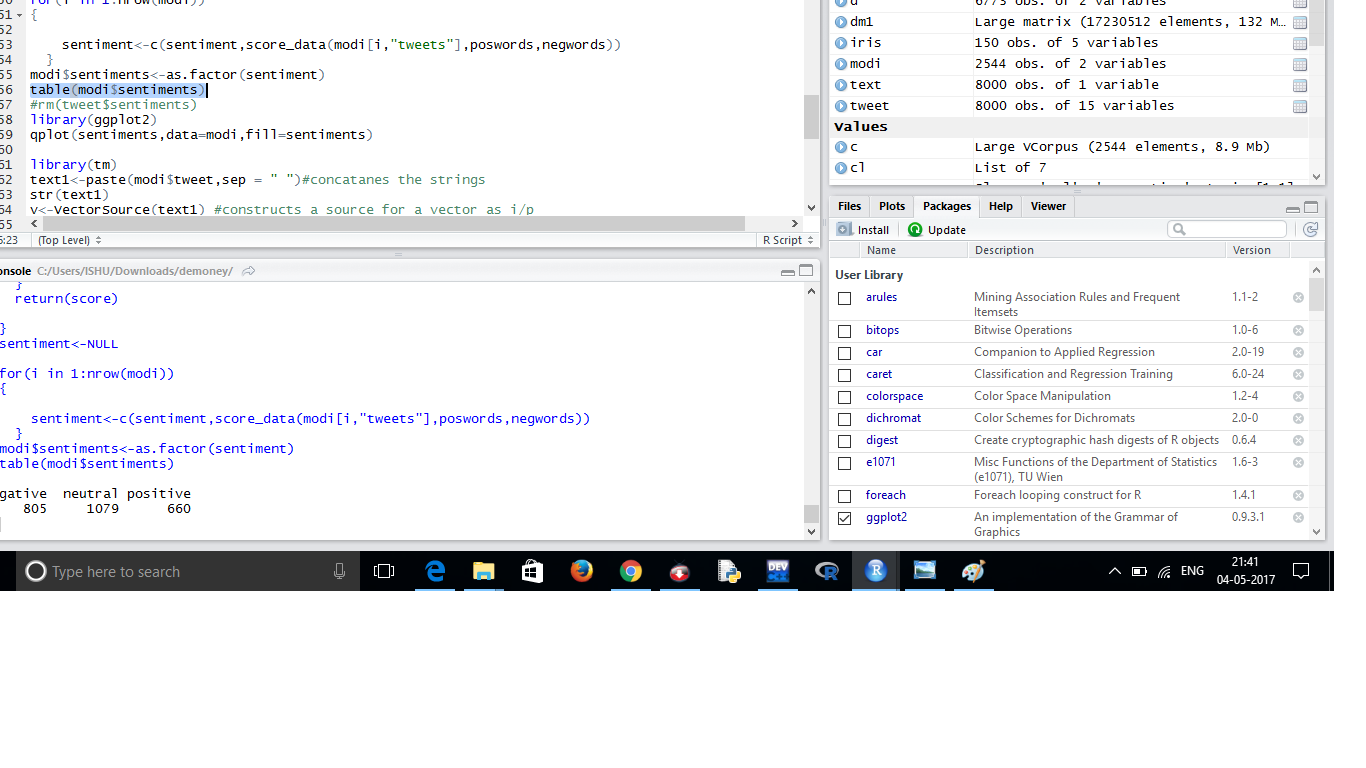 51
{
52
53 sentiment<-c(sentiment,score_data(modi[i,"tweets"],poswords,negwords))
54 }
55 modi$sentiments<-as.factor(sentiment)
56 table(modi$sentiments)
57 #rm(tweet$sentiments)
58 library(ggplot2)
59 qplot(sentiments,data=modi,fill=sentiments)
60
61 library(tm)
62 text1<-paste(modi$tweet,sep = " ")#concatanes the strings
63 str(text1)
64 v<-VectorSource(text1) #constructs a source for a vector as i/p
65
6:23 (Top Level) R Script
onsole C:/Users/ISHU/Downloads/demoney/
}
return(score)
}
sentiment<-NULL
for(i in 1:nrow(modi))
{
sentiment<-c(sentiment,score_data(modi[i,"tweets"],poswords,negwords))
}
modi$sentiments<-as.factor(sentiment)
table(modi$sentiments)
gative neutral positive
805 1079 660
d 6773 obs. of 2 variables
dm1 Large matrix (17230512 elements, 132 M...
iris 150 obs. of 5 variables
modi 2544 obs. of 2 variables
text 8000 obs. of 1 variable
tweet 8000 obs. of 15 variables
Values
c Large VCorpus (2544 elements, 8.9 Mb)
cl List of 7
Files Plots Packages Help Viewer
Install Update
Name Description Version
User Library
arules Mining Association Rules and Frequent Itemsets 1.1-2
bitops Bitwise Operations 1.0-6
car Companion to Applied Regression 2.0-19
caret Classification and Regression Training 6.0-24
colorspace Color Space Manipulation 1.2-4
dichromat Color Schemes for Dichromats 2.0-0
digest Create cryptographic hash digests of R objects 0.6.4
e1071 Misc Functions of the Department of Statistics (e1071), TU Wien 1.6-3
foreach Foreach looping construct for R 1.4.1
ggplot2 An implementation of the Grammar of Graphics 0.9.3.1
Type here to search
DEV C++
R
R
ENG
21:41
04-05-2017